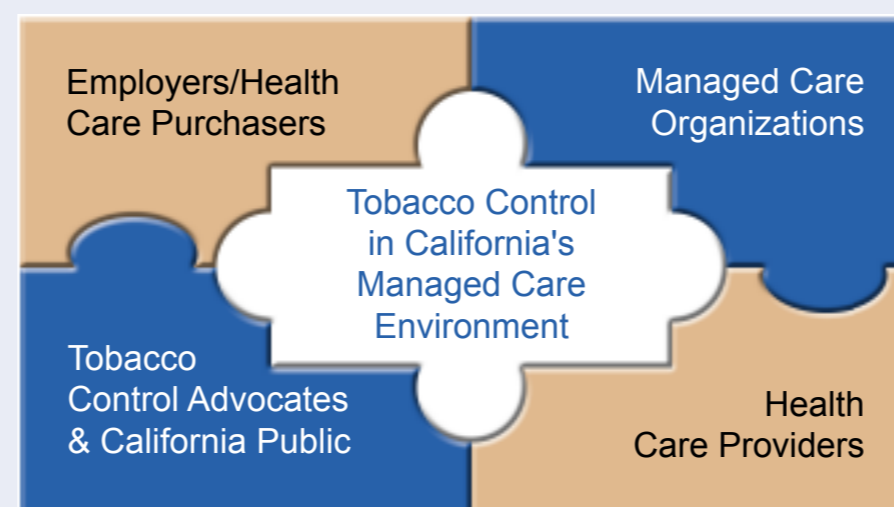 Employers/Health
Care Purchasers
Managed Care
Organizations
Tobacco Control
in California's
Managed Care
Environment
Tobacco
Control Advocates
& California Public
Health
Care Providers